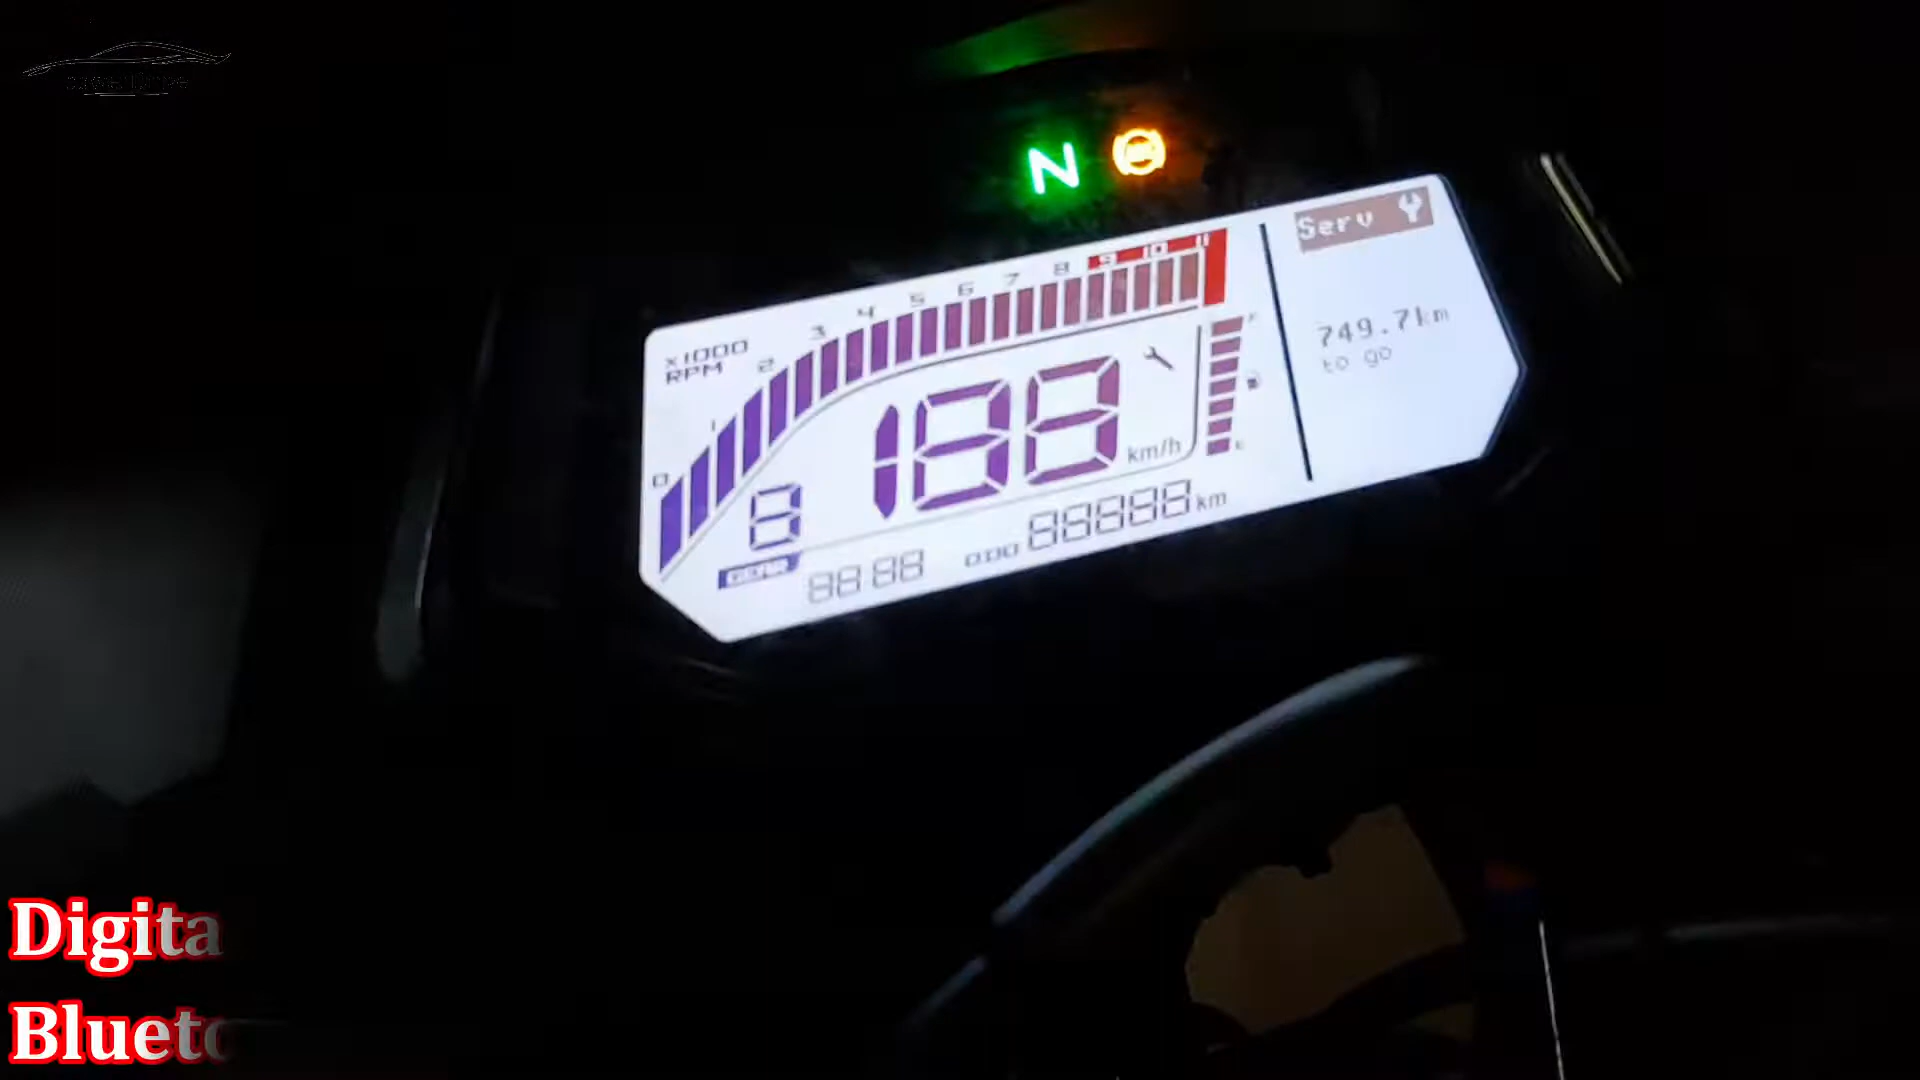 N
Serv
0 1 2 3 4 5 6 7 8 9 10 11
x1000
RPM
749.7km
to go
188
km/h
8
GEAR
88 88
ODO 88888 km
Digita
Blueto